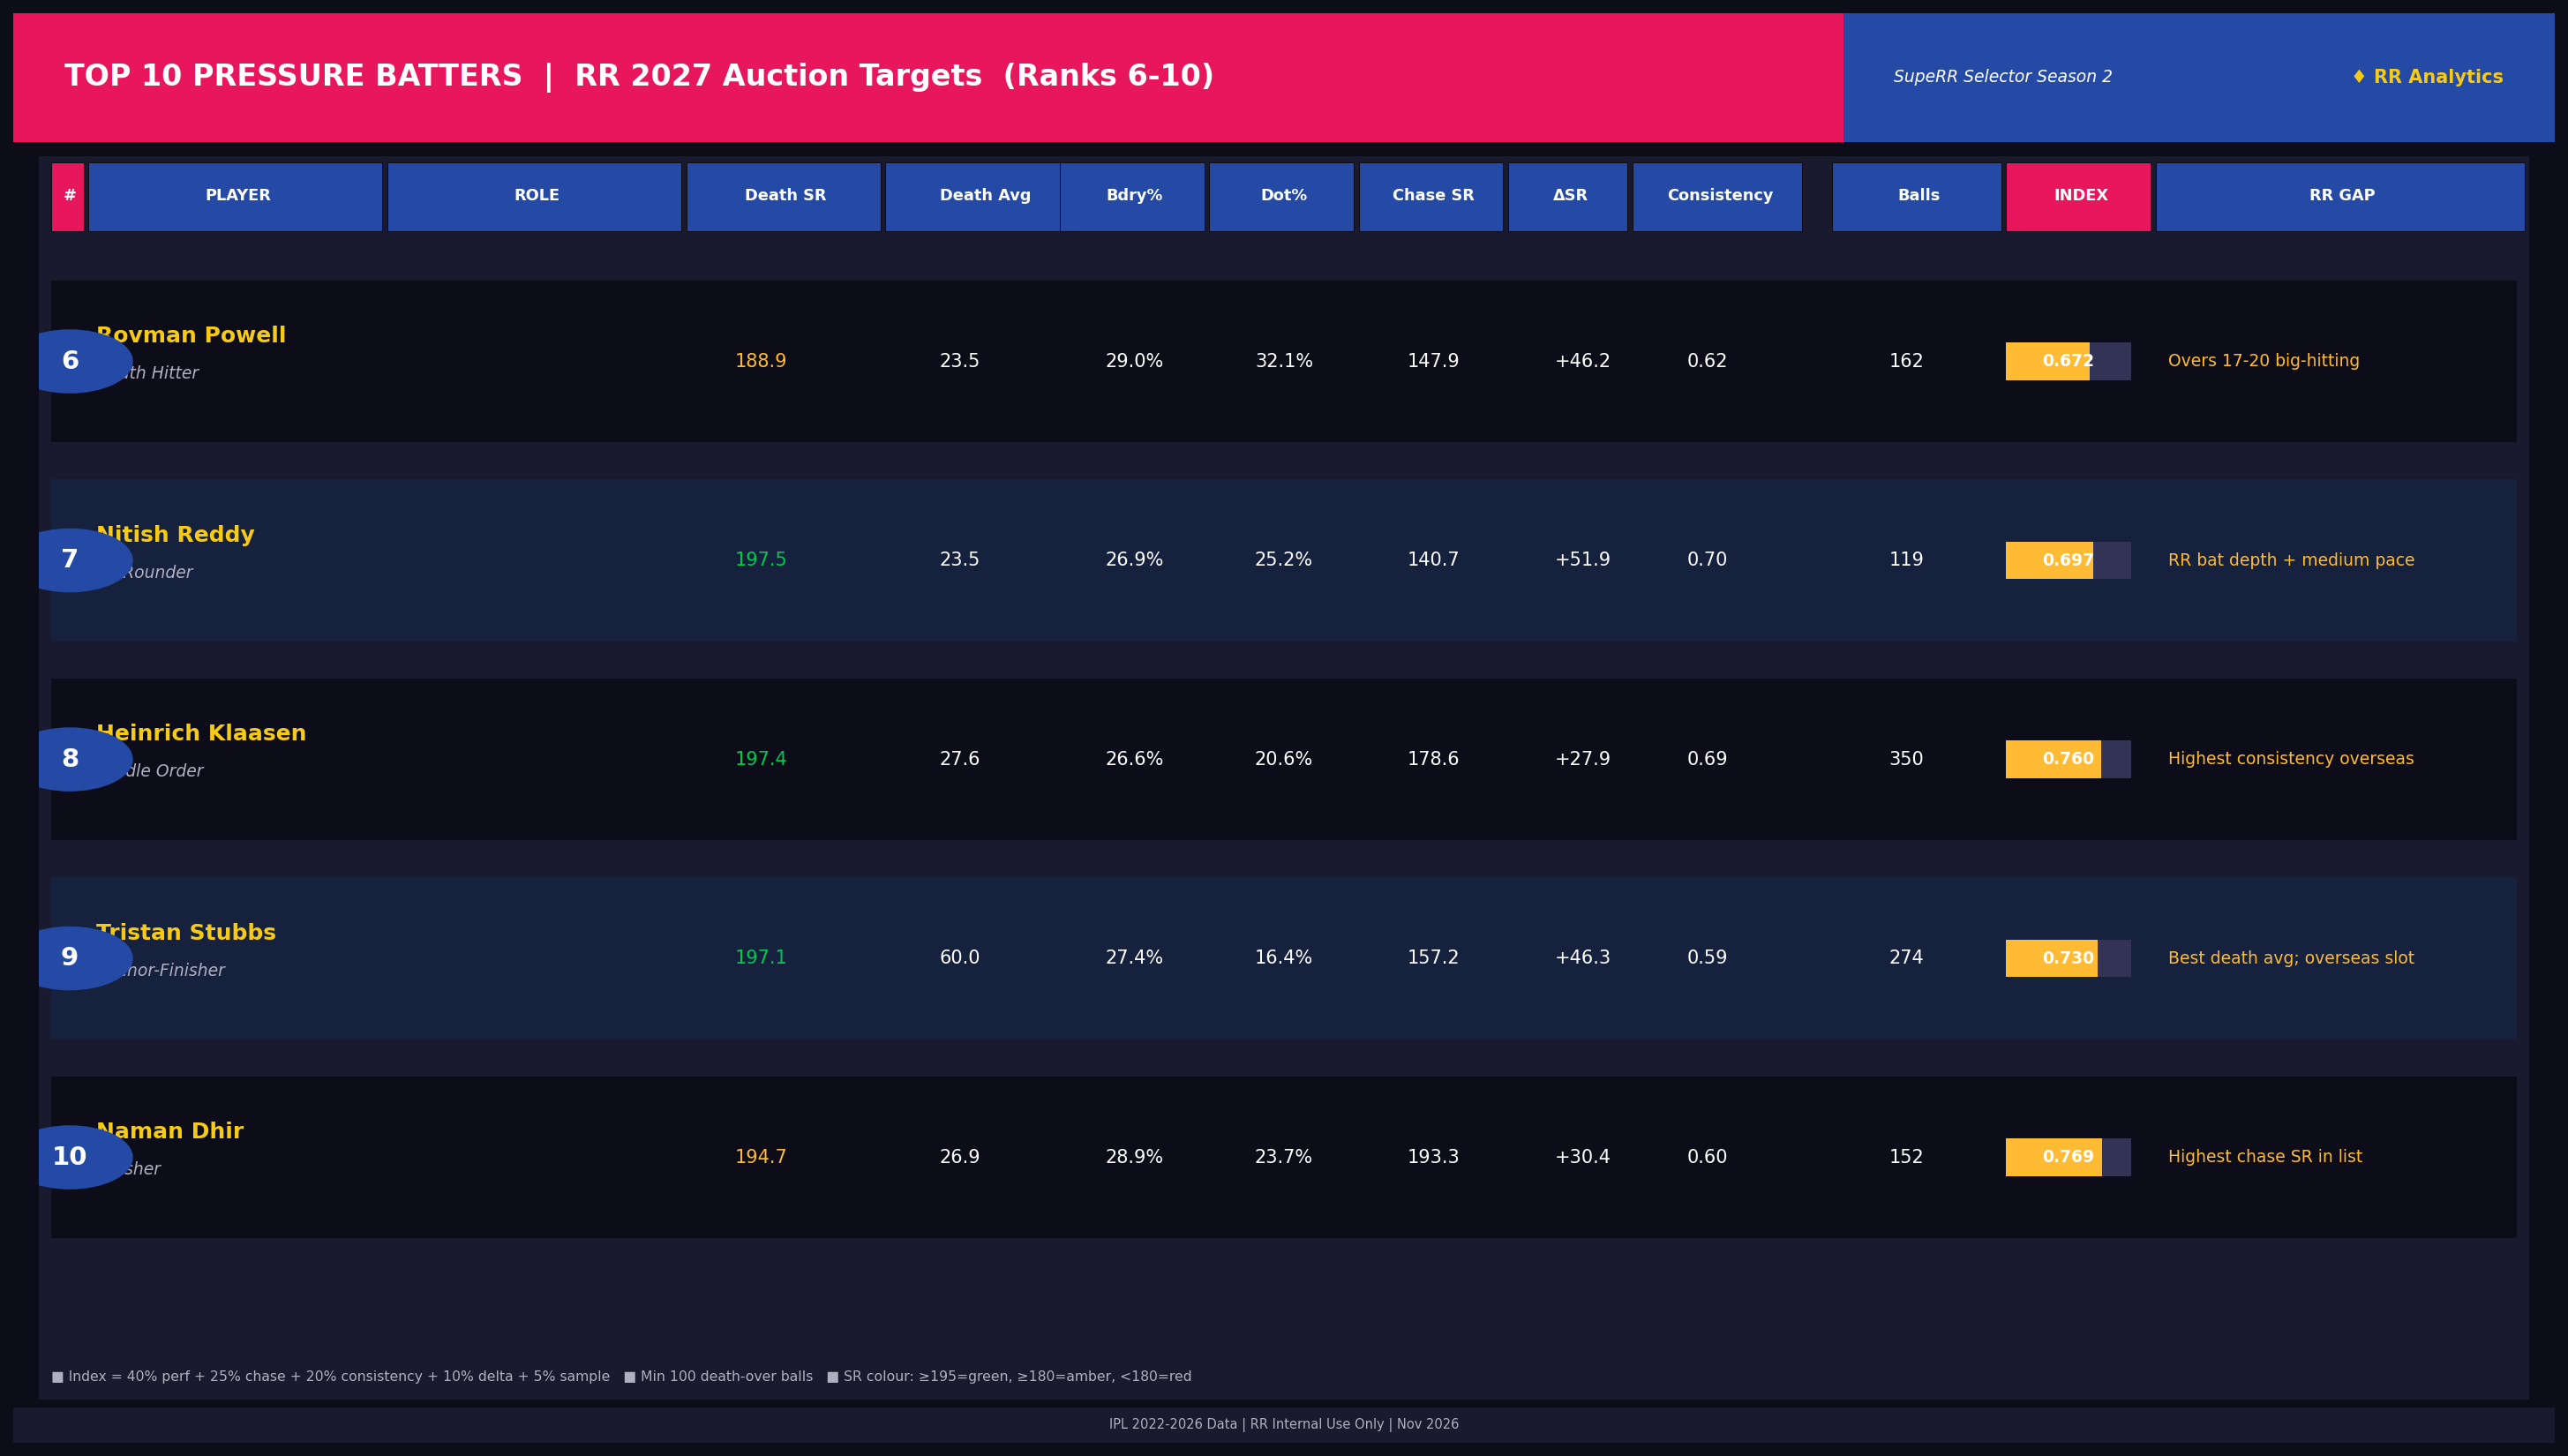 TOP 10 PRESSURE BATTERS | RR 2027 Auction Targets (Ranks 6-10)
SupeRR Selector Season 2
♦ RR Analytics
# PLAYER ROLE Death SR Death Avg Bdry% Dot% Chase SR ΔSR Consistency Balls INDEX RR GAP
Rovman Powell
6 188.9 23.5 29.0% 32.1% 147.9 +46.2 0.62 162 0.672 Overs 17-20 big-hitting
Hitter
Nitish Reddy
7 197.5 23.5 26.9% 25.2% 140.7 +51.9 0.70 119 0.697 RR bat depth + medium pace
Rounder
Heinrich Klaasen
8 197.4 27.6 26.6% 20.6% 178.6 +27.9 0.69 350 0.760 Highest consistency overseas
Order
Tristan Stubbs
9 197.1 60.0 27.4% 16.4% 157.2 +46.3 0.59 274 0.730 Best death avg; overseas slot
nor-Finisher
Naman Dhir
10 194.7 26.9 28.9% 23.7% 193.3 +30.4 0.60 152 0.769 Highest chase SR in list
sher
■ Index = 40% perf + 25% chase + 20% consistency + 10% delta + 5% sample ■ Min 100 death-over balls ■ SR colour: ≥195=green, ≥180=amber, <180=red
IPL 2022-2026 Data | RR Internal Use Only | Nov 2026